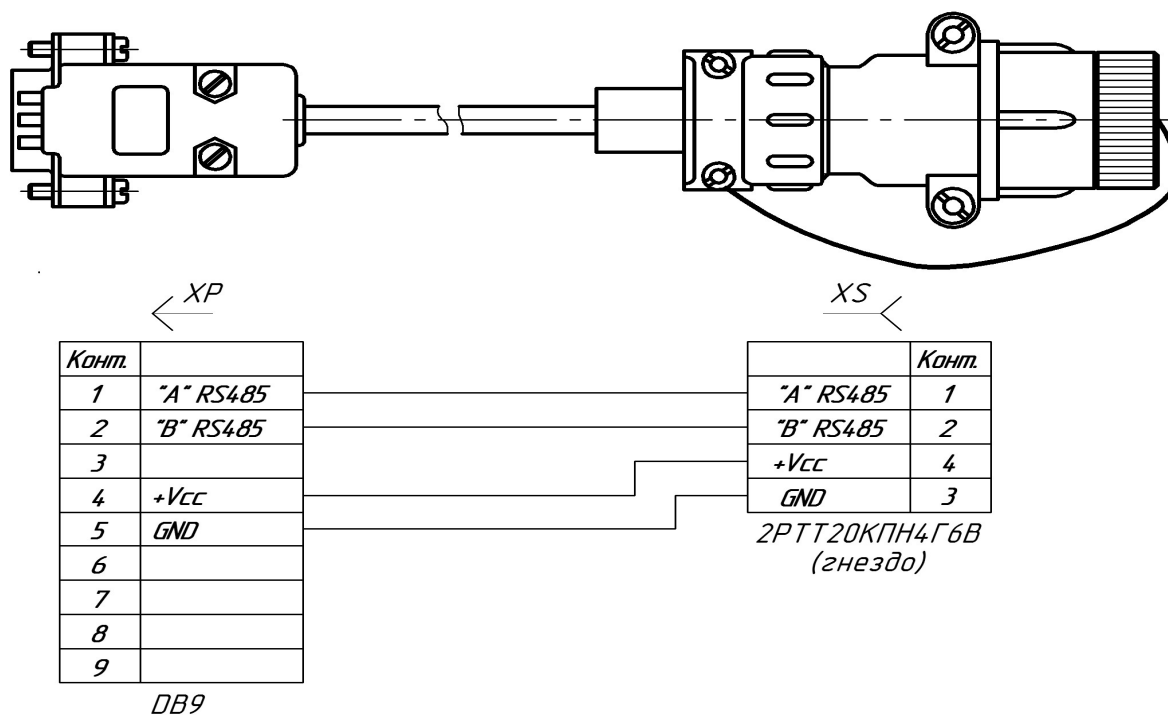 XP
XS
Конт.
1 "A" RS485
2 "B" RS485
3
4 +Vcc
5 GND
6
7
8
9
DB9
Конт.
"A" RS485 1
"B" RS485 2
+Vcc 4
GND 3
2РТТ20КПН4Г6В
(гнездо)